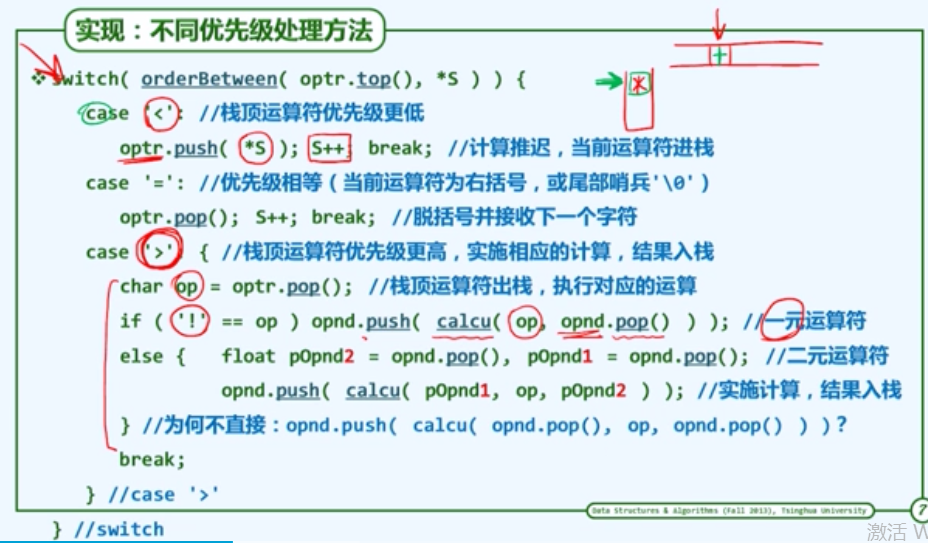 实现：不同优先级处理方法
❖ switch( orderBetween( optr.top(), *S ) ) {
* +
case '<': //栈顶运算符优先级更低
optr.push( *S ); S++; break; //计算推迟，当前运算符进栈
case '=': //优先级相等（当前运算符为右括号，或尾部哨兵'\0'）
optr.pop(); S++; break; //脱括号并接收下一个字符
case '>': { //栈顶运算符优先级更高，实施相应的计算，结果入栈
char op = optr.pop(); //栈顶运算符出栈，执行对应的运算
if ( '!' == op ) opnd.push( calcu( op, opnd.pop() ) ); //一元运算符
else { float pOpnd2 = opnd.pop(), pOpnd1 = opnd.pop(); //二元运算符
opnd.push( calcu( pOpnd1, op, pOpnd2 ) ); //实施计算，结果入栈
} //为何不直接：opnd.push( calcu( opnd.pop(), op, opnd.pop() ) )？
break;
} //case '>'
} //switch
Data Structures & Algorithms (Fall 2013), Tsinghua University
7
激活 W